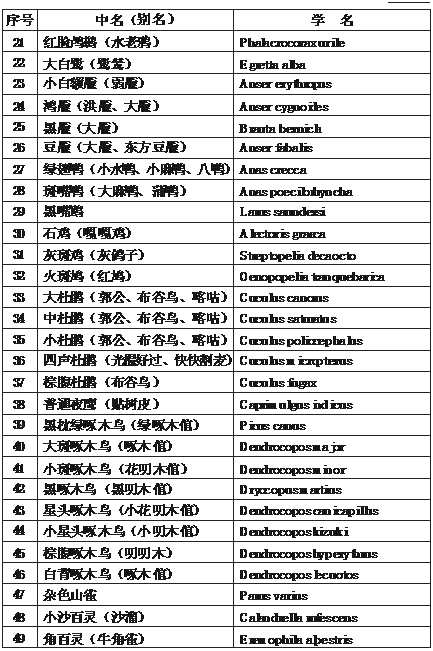 序号 中名（别名） 学 名
21 红脸鸬鹚（水老鸦） Phalacrocorax urile
22 大白鹭（鹭鸶） Egretta alba
23 小白额雁（弱雁） Anser erythropus
24 鸿雁（洪雁、大雁） Anser cygnoides
25 黑雁（大雁） Branta bernich
26 豆雁（大雁、东方豆雁） Anser fabalis
27 绿翅鸭（小水鸭、小麻鸭、八鸭） Anas crecca
28 斑嘴鸭（大麻鸭、蒲鸭） Anas poecilohyncha
29 黑嘴鸥 Larus saundersi
30 石鸡（嘎嘎鸡） Alectoris graeca
31 灰斑鸠（灰鸽子） Streptopelia decaocto
32 火斑鸠（红鸠） Oenopopelia tranquebarica
33 大杜鹃（郭公、布谷鸟、喀咕） Cuculus canorus
34 中杜鹃（郭公、布谷鸟、喀咕） Cuculus saturatus
35 小杜鹃（郭公、布谷鸟、喀咕） Cuculus poliocephalus
36 四声杜鹃（光棍好过、快快割麦） Cuculus micropterus
37 棕腹杜鹃（布谷鸟） Cuculus fugax
38 普通夜鹰（贴树皮） Caprimulgus indicus
39 黑枕绿啄木鸟（绿啄木倌） Picus canus
40 大斑啄木鸟（啄木倌） Dendrocopos major
41 小斑啄木鸟（花叨木倌） Dendrocopos minor
42 黑啄木鸟（黑叨木倌） Dryocopus martius
43 星头啄木鸟（小花叨木倌） Dendrocopos canicapillus
44 小星头啄木鸟（小叨木倌） Dendrocopos kizuki
45 棕腹啄木鸟（叨叨木） Dendrocopos hyperythrus
46 白背啄木鸟（啄木倌） Dendrocopos leucotos
47 杂色山雀 Parus varius
48 小沙百灵（沙溜） Calandrella rufescens
49 角百灵（牛角雀） Eremophila alpestris